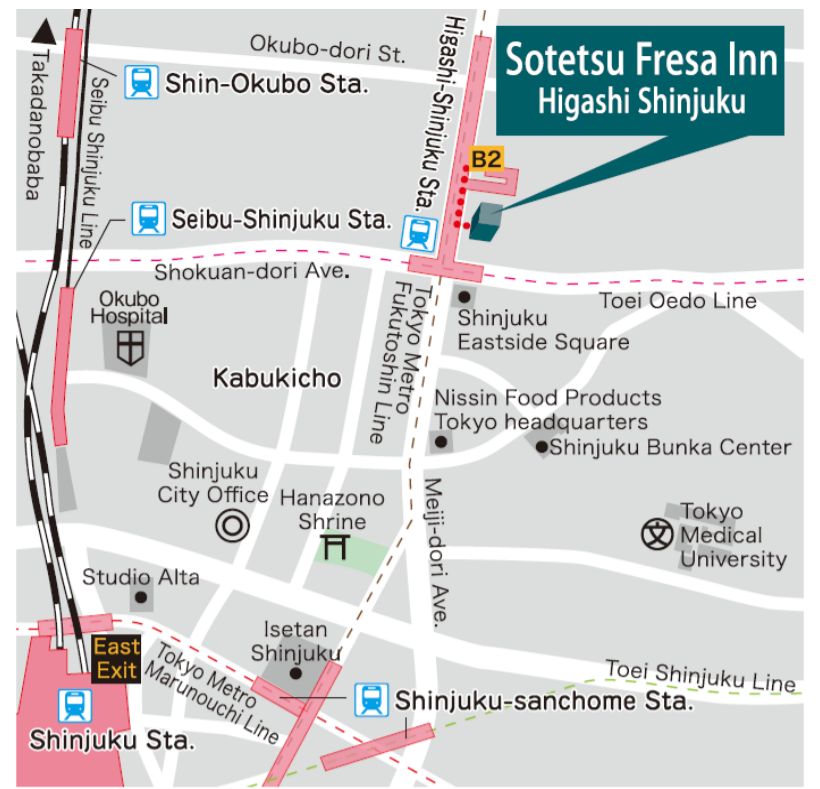 Okubo-dori St.
Higashi-Shinjuku Sta.
Sotetsu Fresa Inn
Higashi Shinjuku
Takadanobaba
Seibu Shinjuku Line
Shin-Okubo Sta.
B2
Seibu-Shinjuku Sta.
Shokuan-dori Ave.
Toei Oedo Line
Okubo
Hospital
Tokyo Metro
Fukutoshin Line
Shinjuku
Eastside Square
Kabukicho
Nissin Food Products
Tokyo headquarters
Shinjuku Bunka Center
Shinjuku
City Office
Hanazono
Shrine
Meiji-dori Ave.
文
Tokyo
Medical
University
Studio Alta
Isetan
Shinjuku
East
Exit
Tokyo Metro
Marunouchi Line
Toei Shinjuku Line
Shinjuku-sanchome Sta.
Shinjuku Sta.